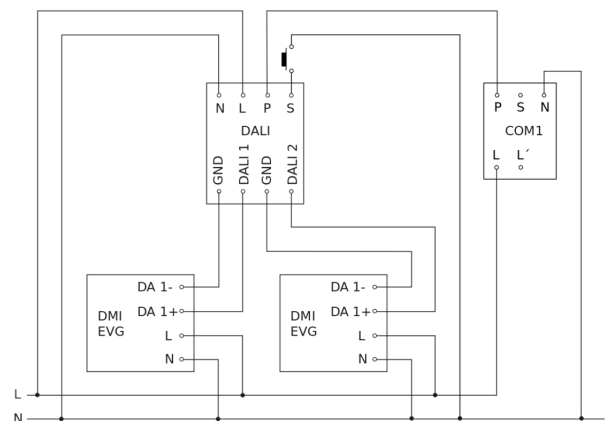 N L P S
DALI
GND DALI 1 GND DALI 2
P S N
COM1
L L´
DA 1-
DA 1+
DMI
EVG
L
N
DA 1-
DA 1+
DMI
EVG
L
N
L
N